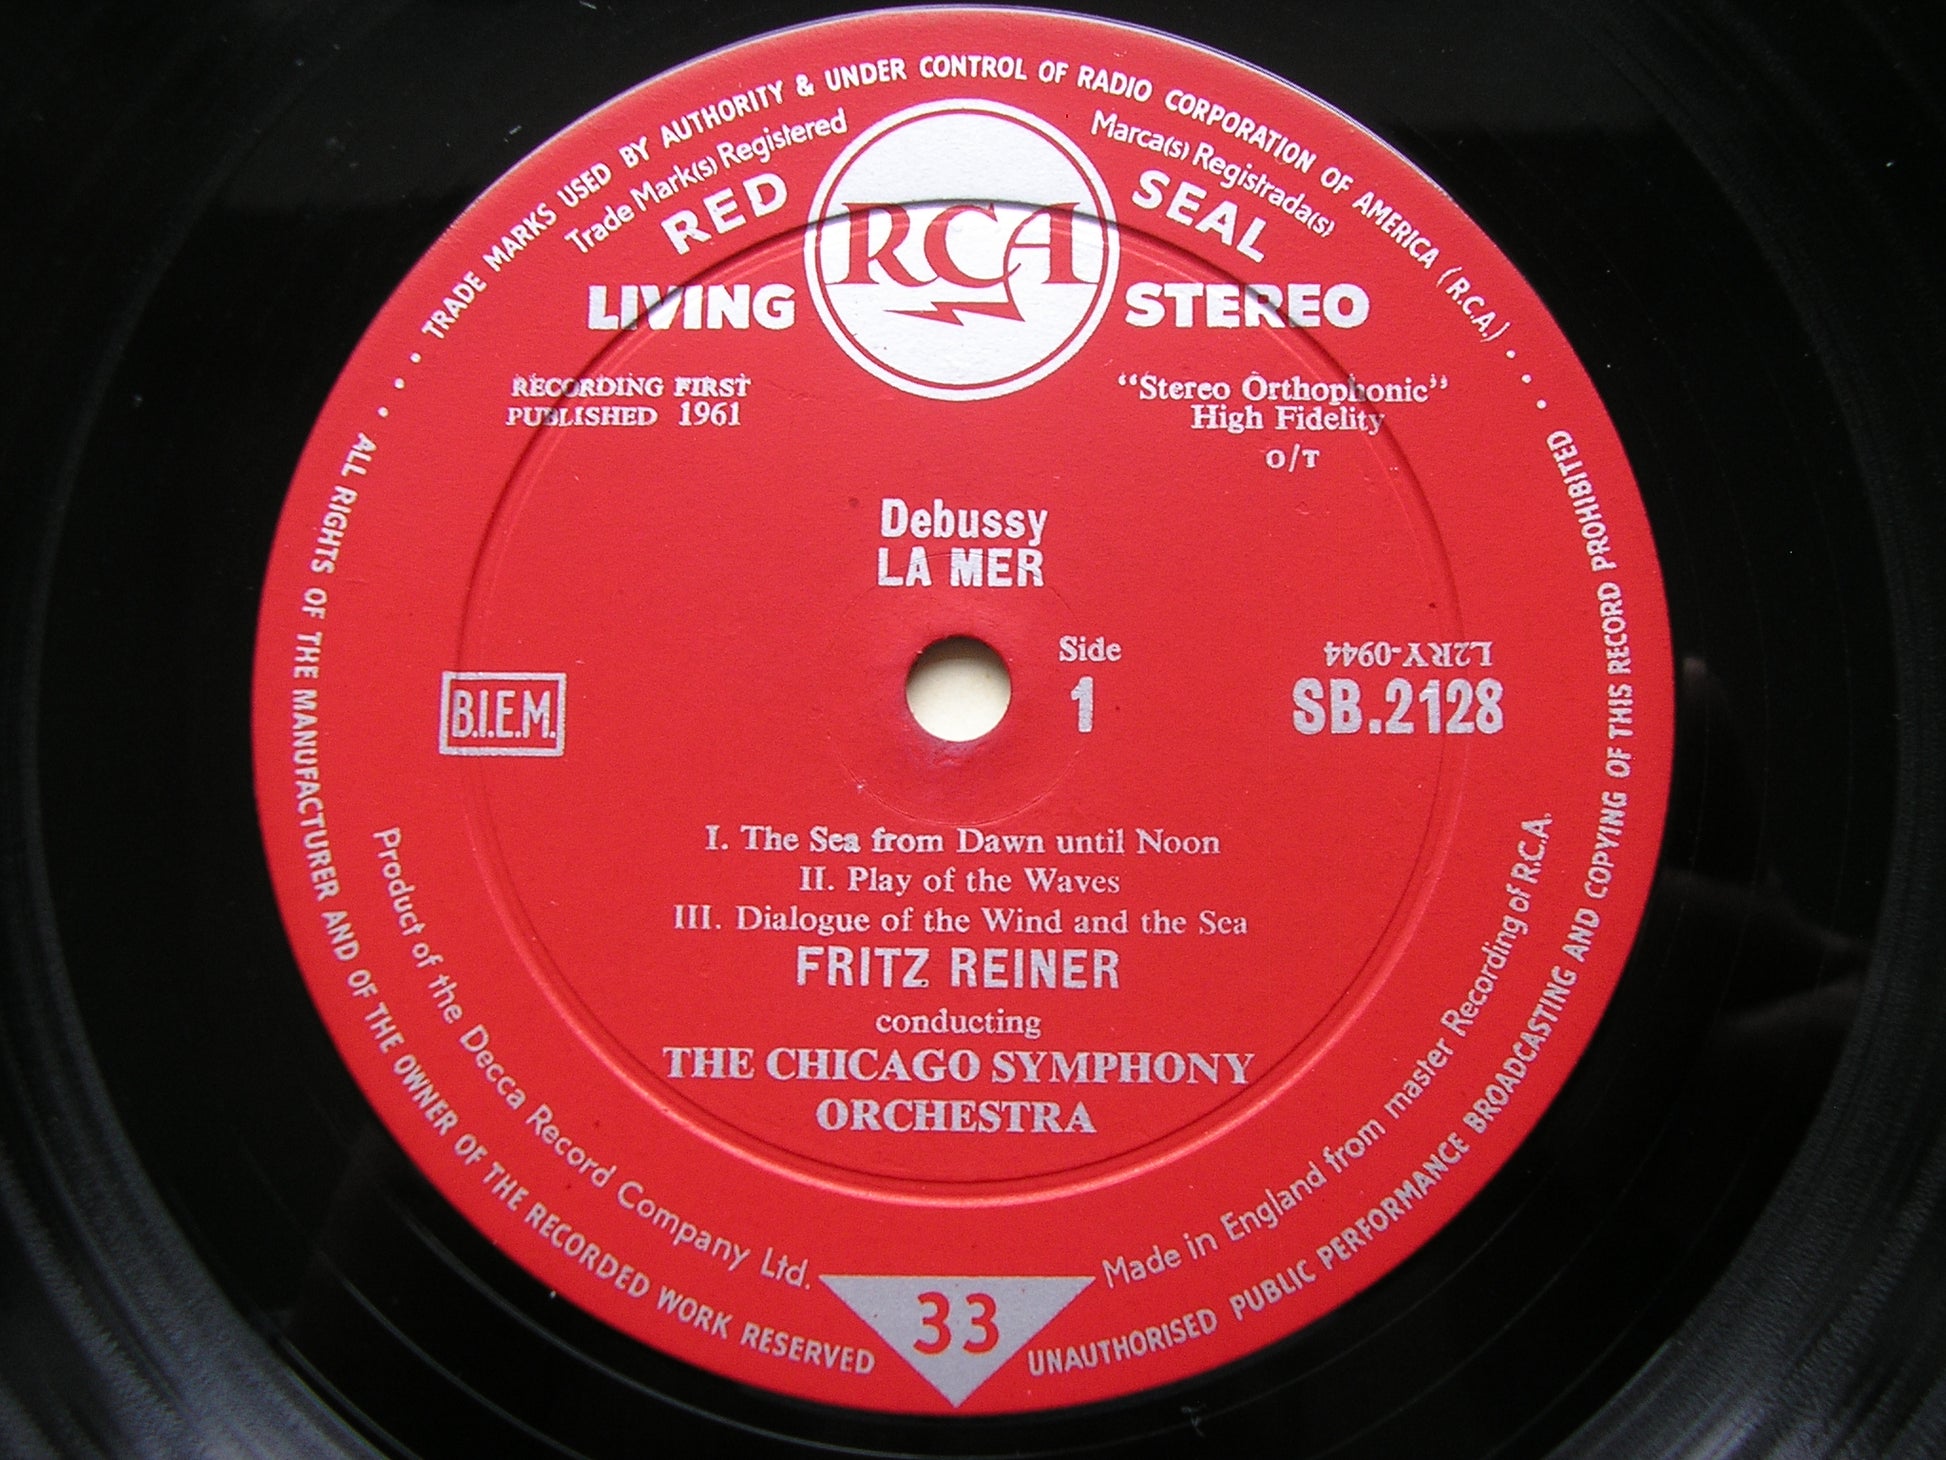 TRADE MARKS USED BY AUTHORITY & UNDER CONTROL OF RADIO CORPORATION OF AMERICA (R.C.A.)
Trade Mark(s) Registered
Marca(s) Registrada(s)
RED SEAL
RCA
LIVING STEREO
RECORDING FIRST
PUBLISHED 1961
"Stereo Orthophonic"
High Fidelity
O/T
Debussy
LA MER
Side
1
L2RY-0944
SB.2128
B.I.E.M.
I. The Sea from Dawn until Noon
II. Play of the Waves
III. Dialogue of the Wind and the Sea
FRITZ REINER
conducting
THE CHICAGO SYMPHONY
ORCHESTRA
Product of the Decca Record Company Ltd.
Made in England from master Recording of R.C.A.
33
ALL RIGHTS OF THE MANUFACTURER AND OF THE OWNER OF THE RECORDED WORK RESERVED
UNAUTHORISED PUBLIC PERFORMANCE BROADCASTING AND COPYING OF THIS RECORD PROHIBITED